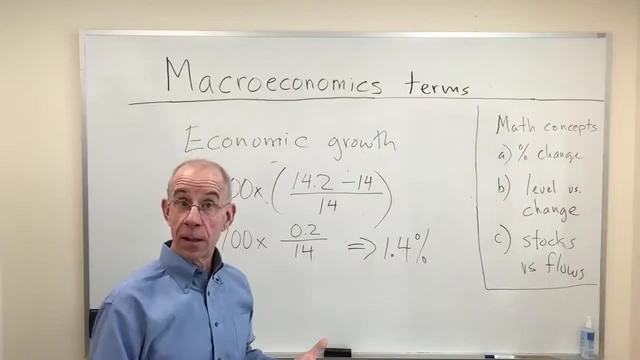 Macroeconomics terms
Economic growth
00x (14.2 - 14 / 14)
100x 0.2 / 14 ⇒ 1.4%
Math concepts
a) % change
b) level vs.
change
c) stocks
vs flows